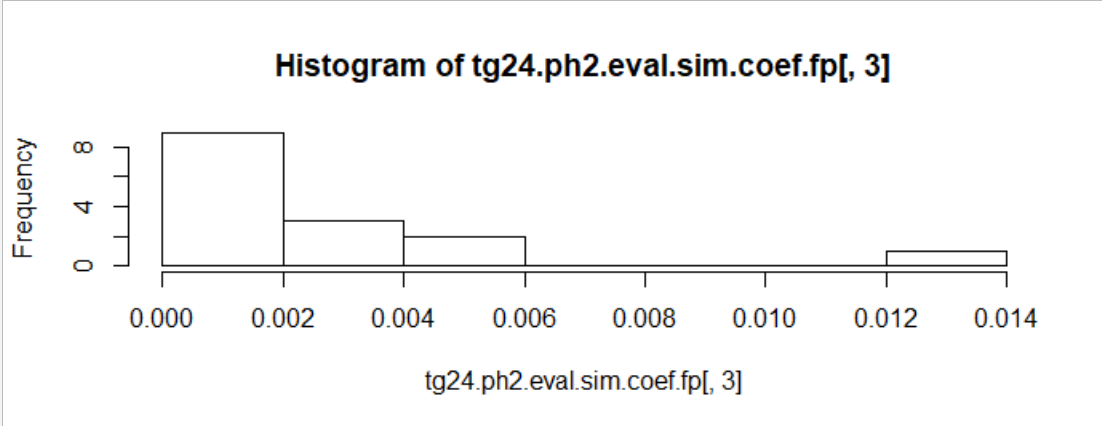 Histogram of tg24.ph2.eval.sim.coef.fp[, 3]
Frequency
8
4
0
0.000 0.002 0.004 0.006 0.008 0.010 0.012 0.014
tg24.ph2.eval.sim.coef.fp[, 3]